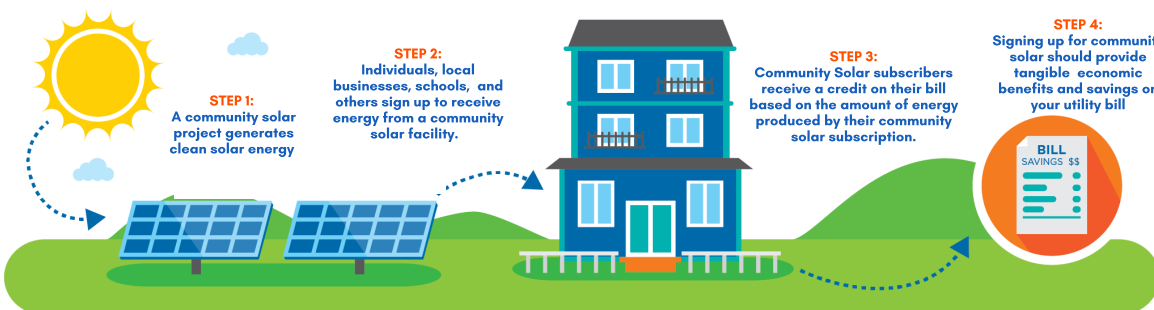 STEP 1:
A community solar
project generates
clean solar energy
STEP 2:
Individuals, local
businesses, schools, and
others sign up to receive
energy from a community
solar facility.
STEP 3:
Community Solar subscribers
receive a credit on their bill
based on the amount of energy
produced by their community
solar subscription.
STEP 4:
Signing up for communit
solar should provide
tangible economic
benefits and savings on
your utility bill
BILL
SAVINGS $$